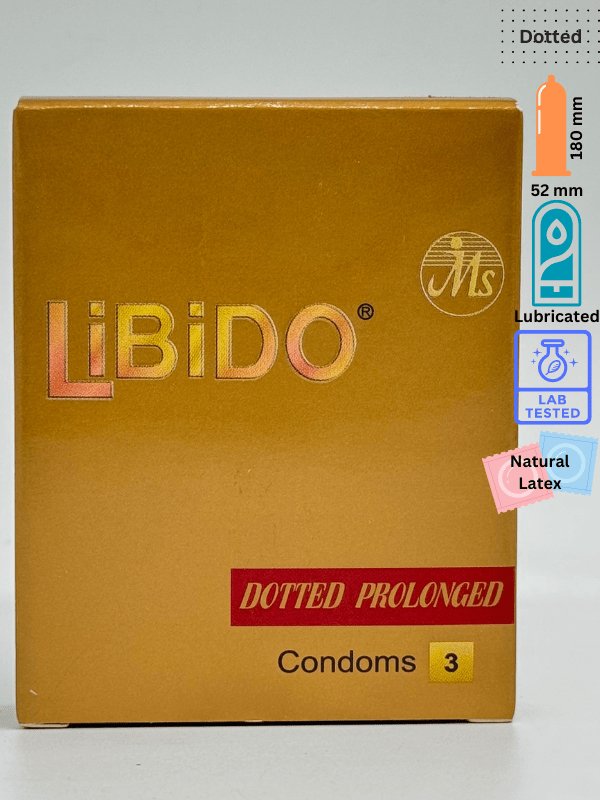 Dotted
180 mm
52 mm
Ms
LiBiDO®
Lubricated
LAB
TESTED
Natural
Latex
DOTTED PROLONGED
Condoms 3